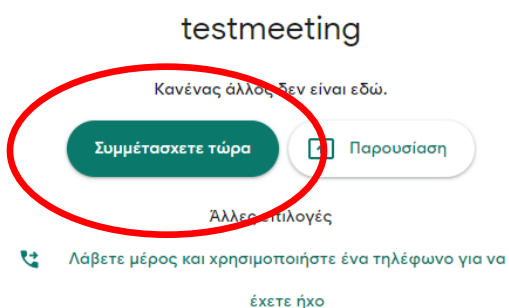 testmeeting
Κανένας άλλος δεν είναι εδώ.
Συμμετάσχετε τώρα
Παρουσίαση
Άλλες επιλογές
Λάβετε μέρος και χρησιμοποιήστε ένα τηλέφωνο για να
έχετε ήχο